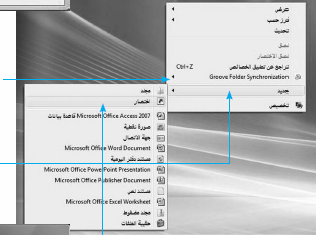 عرض
فرز حسب
تحديث
لصق
لصق الاختصار
تراجع عن تطبيق الخصائص Ctrl+Z
Groove Folder Synchronization
جديد
تخصيص
مجلد
اختصار
Microsoft Office Access 2007 قاعدة بيانات
صورة نقطية
جهة الاتصال
Microsoft Office Word Document
مستند دفتر اليومية
Microsoft Office PowerPoint Presentation
Microsoft Office Publisher Document
مستند نصي
Microsoft Office Excel Worksheet
مجلد مضغوط
حقيبة الملفات